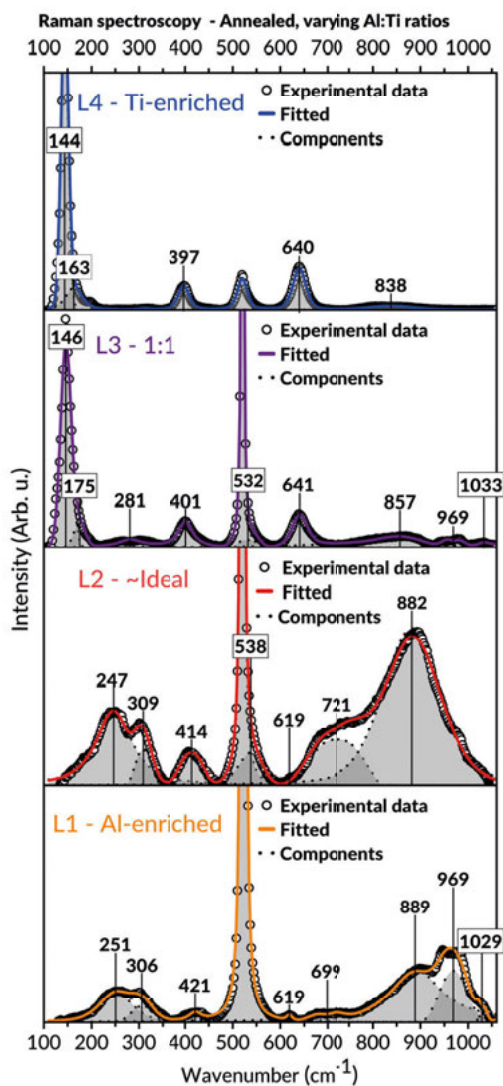 Raman spectroscopy - Annealed, varying Al:Ti ratios
100 200 300 400 500 600 700 800 900 1000
L4 - Ti-enriched
Experimental data
Fitted
Components
144
163
397
640
838
L3 - 1:1
Experimental data
Fitted
Components
146
175
281
401
532
641
857
969
1033
L2 - ~Ideal
Experimental data
Fitted
Components
247
309
414
538
619
721
882
L1 - Al-enriched
Experimental data
Fitted
Components
251
306
421
619
699
889
969
1029
100 200 300 400 500 600 700 800 900 1000
Wavenumber (cm⁻¹)
Intensity (Arb. u.)